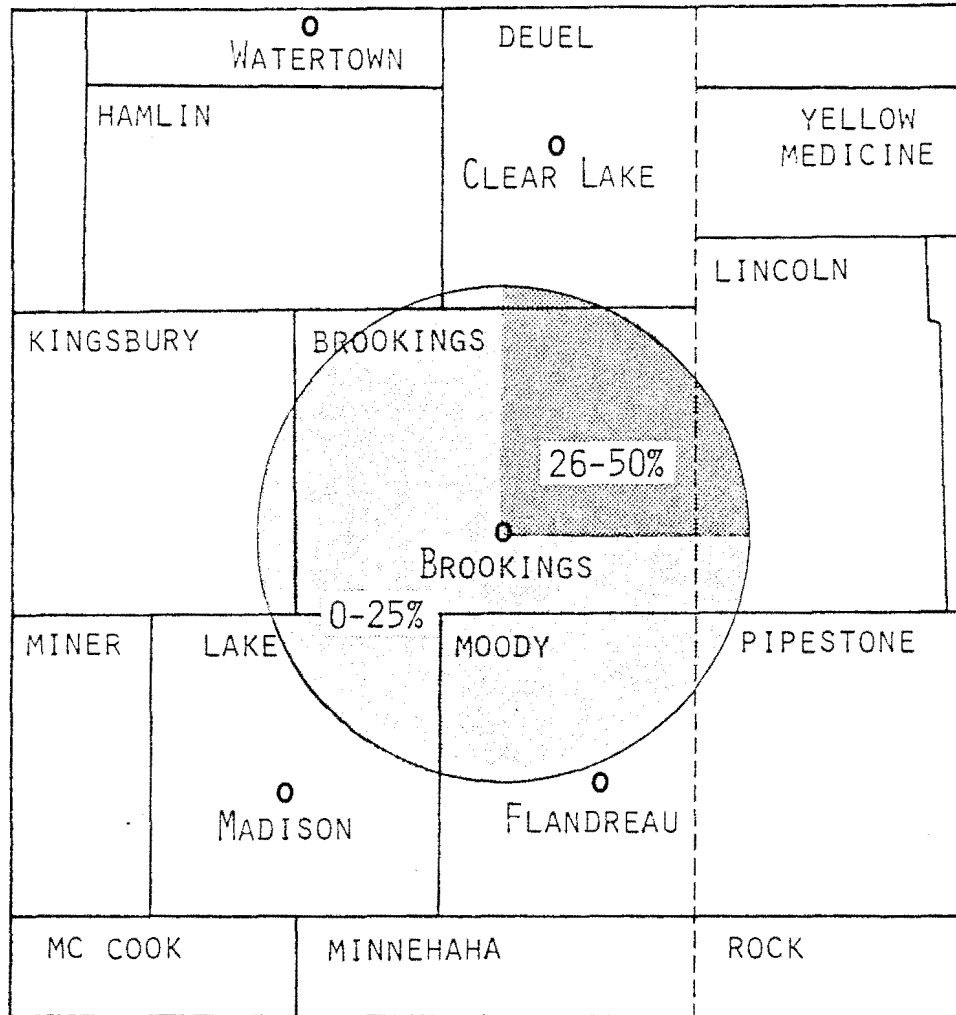 WATERTOWN
DEUEL
HAMLIN
YELLOW
MEDICINE
CLEAR LAKE
LINCOLN
KINGSBURY
BROOKINGS
26-50%
BROOKINGS
0-25%
MINER
LAKE
MOODY
PIPESTONE
MADISON
FLANDREAU
MC COOK
MINNEHAHA
ROCK